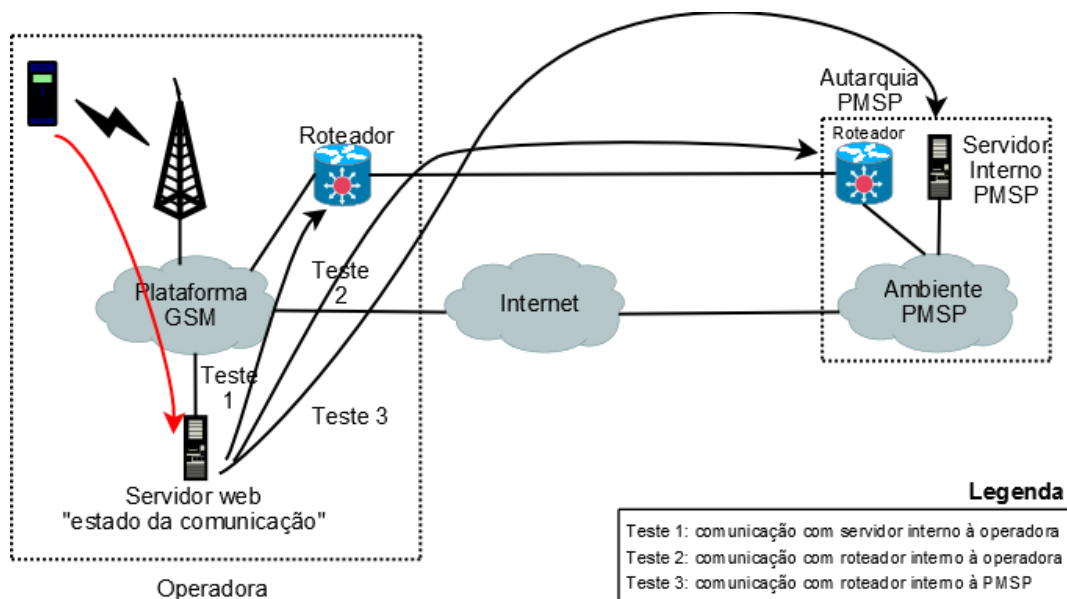 Autarquia
PMSP
Roteador
Roteador
Servidor
Interno
PMSP
Teste
2
Plataforma
GSM
Internet
Ambiente
PMSP
Teste
1
Teste 3
Servidor web
"estado da comunicação"
Operadora
Legenda
Teste 1: comunicação com servidor interno à operadora
Teste 2: comunicação com roteador interno à operadora
Teste 3: comunicação com roteador interno à PMSP